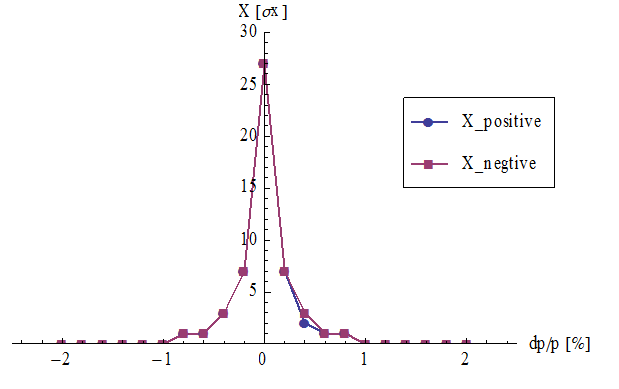 X [σx]
30
25
20
15
10
5
X_positive
X_negtive
−2
−1
0
1
2
dp/p [%]